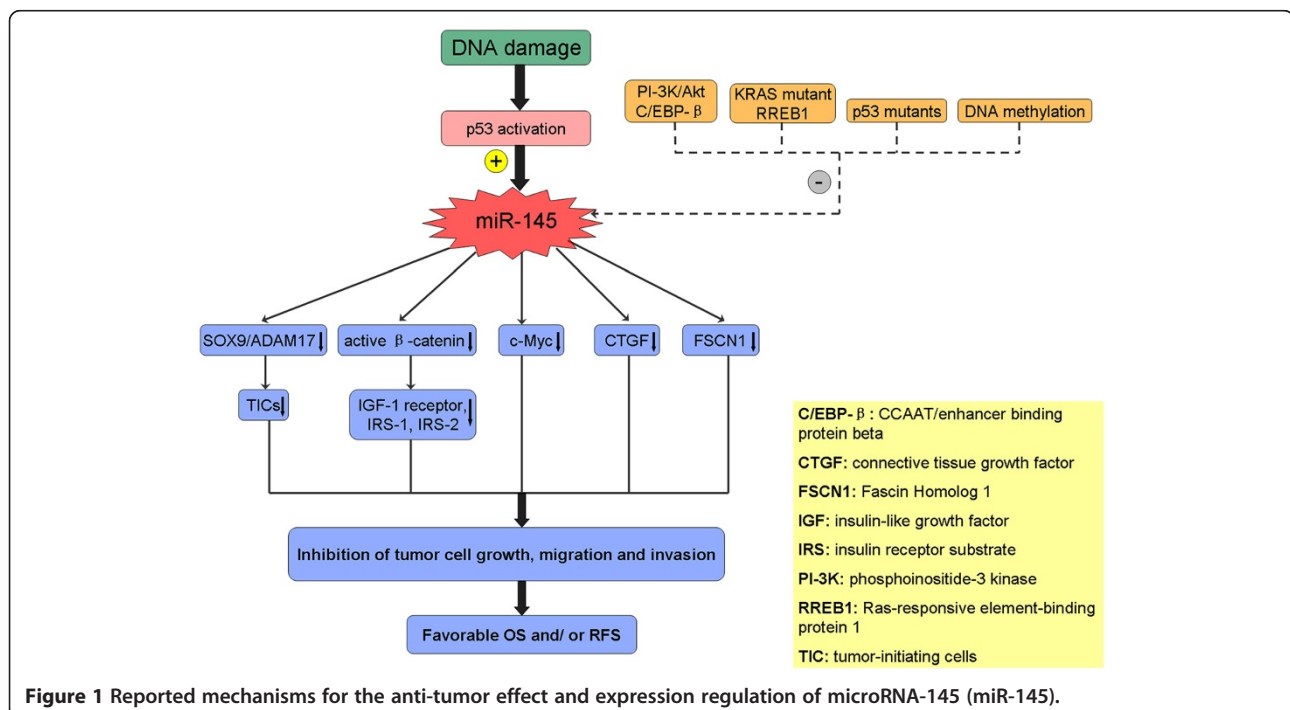 DNA damage
p53 activation
+
PI-3K/Akt
C/EBP-β
KRAS mutant
RREB1
p53 mutants
DNA methylation
-
miR-145
SOX9/ADAM17↓
active β-catenin↓
c-Myc↓
CTGF↓
FSCN1↓
TICs↓
IGF-1 receptor,
IRS-1, IRS-2↓
Inhibition of tumor cell growth, migration and invasion
Favorable OS and/ or RFS
C/EBP-β: CCAAT/enhancer binding
protein beta
CTGF: connective tissue growth factor
FSCN1: Fascin Homolog 1
IGF: insulin-like growth factor
IRS: insulin receptor substrate
PI-3K: phosphoinositide-3 kinase
RREB1: Ras-responsive element-binding
protein 1
TIC: tumor-initiating cells
Figure 1 Reported mechanisms for the anti-tumor effect and expression regulation of microRNA-145 (miR-145).